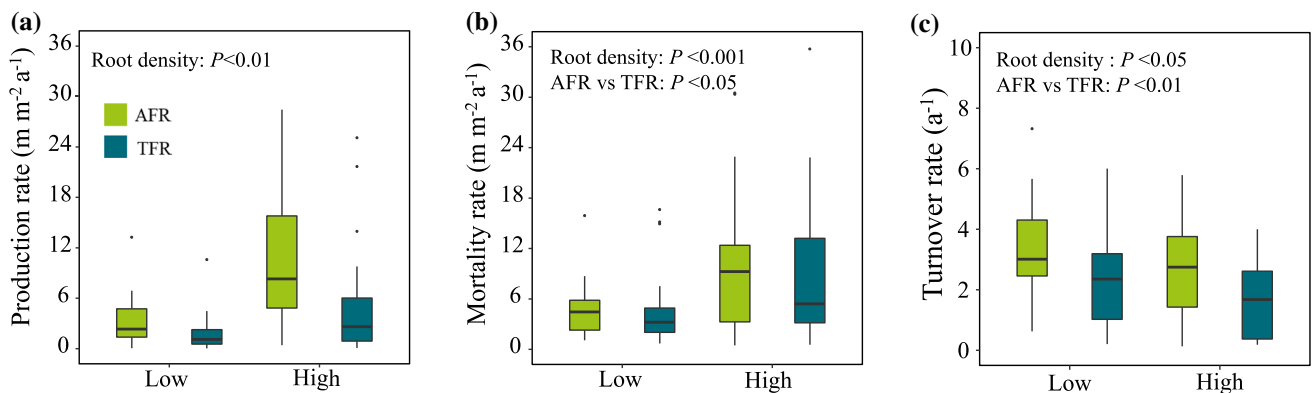 (a)
Production rate (m m⁻² a⁻¹)
36
30
24
18
12
6
0
Root density: P<0.01
AFR
TFR
Low
High
(b)
Mortality rate (m m⁻² a⁻¹)
36
30
24
18
12
6
0
Root density: P <0.001
AFR vs TFR: P <0.05
Low
High
(c)
Turnover rate (a⁻¹)
10
8
6
4
2
0
Root density : P <0.05
AFR vs TFR: P <0.01
Low
High